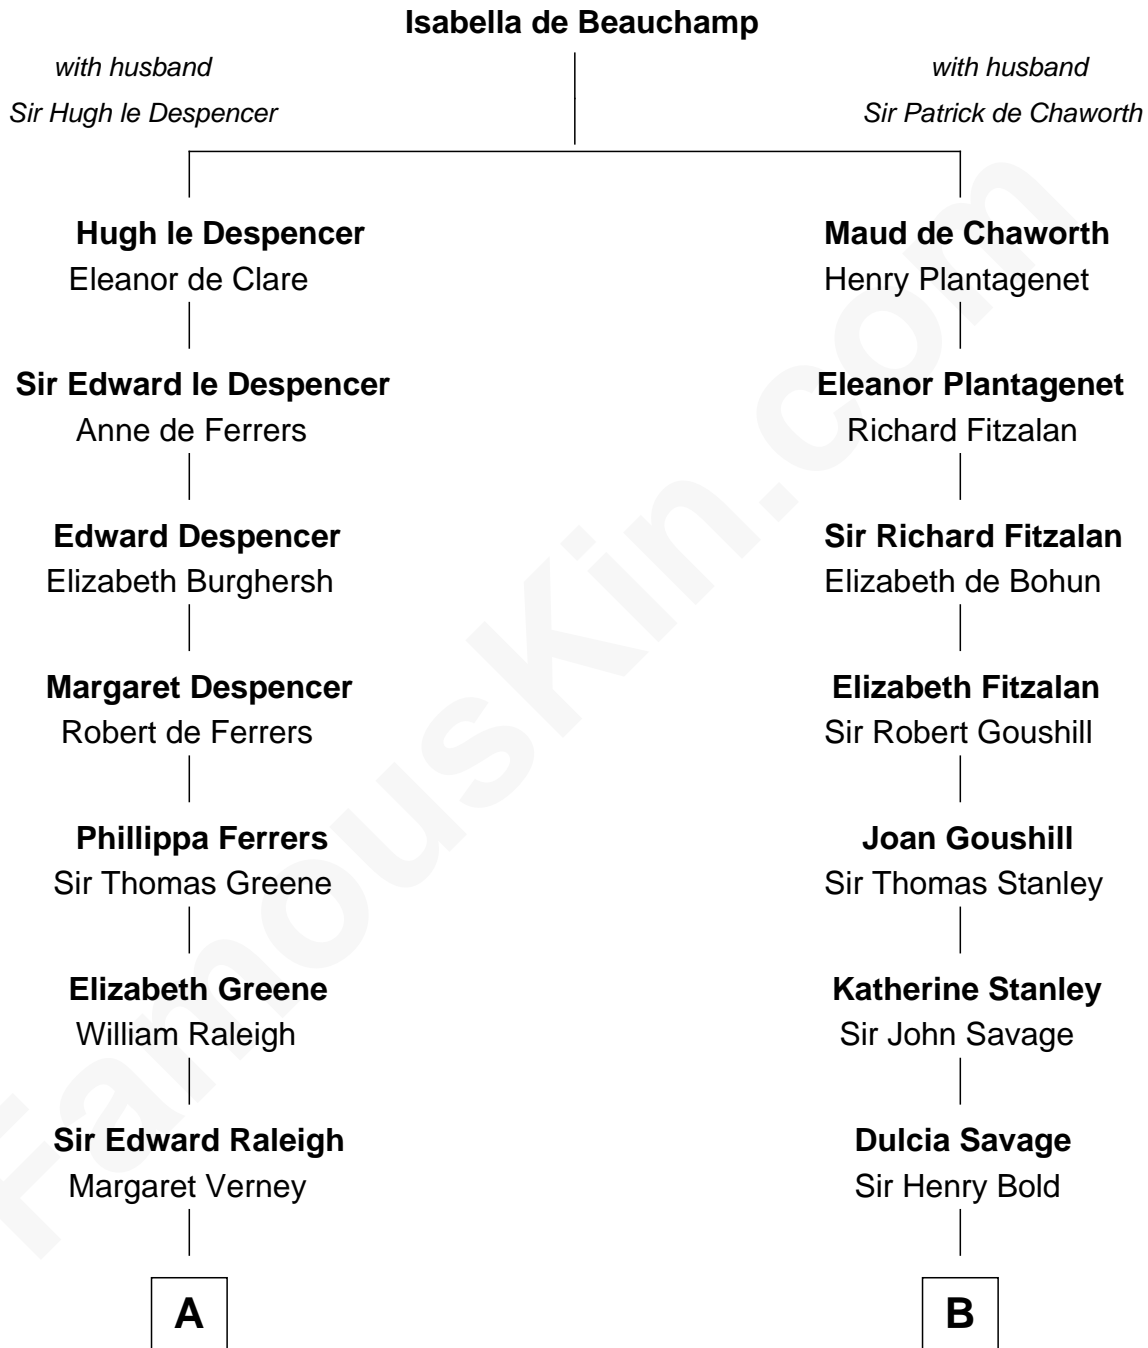 Isabella de Beauchamp
with husband
Sir Hugh le Despencer
with husband
Sir Patrick de Chaworth
Hugh le Despencer
Eleanor de Clare
Maud de Chaworth
Henry Plantagenet
Sir Edward le Despencer
Anne de Ferrers
Eleanor Plantagenet
Richard Fitzalan
Edward Despencer
Elizabeth Burghersh
Sir Richard Fitzalan
Elizabeth de Bohun
Margaret Despencer
Robert de Ferrers
Elizabeth Fitzalan
Sir Robert Goushill
Phillippa Ferrers
Sir Thomas Greene
Joan Goushill
Sir Thomas Stanley
Elizabeth Greene
William Raleigh
Katherine Stanley
Sir John Savage
Sir Edward Raleigh
Margaret Verney
Dulcia Savage
Sir Henry Bold
A
B
FamousKin.com